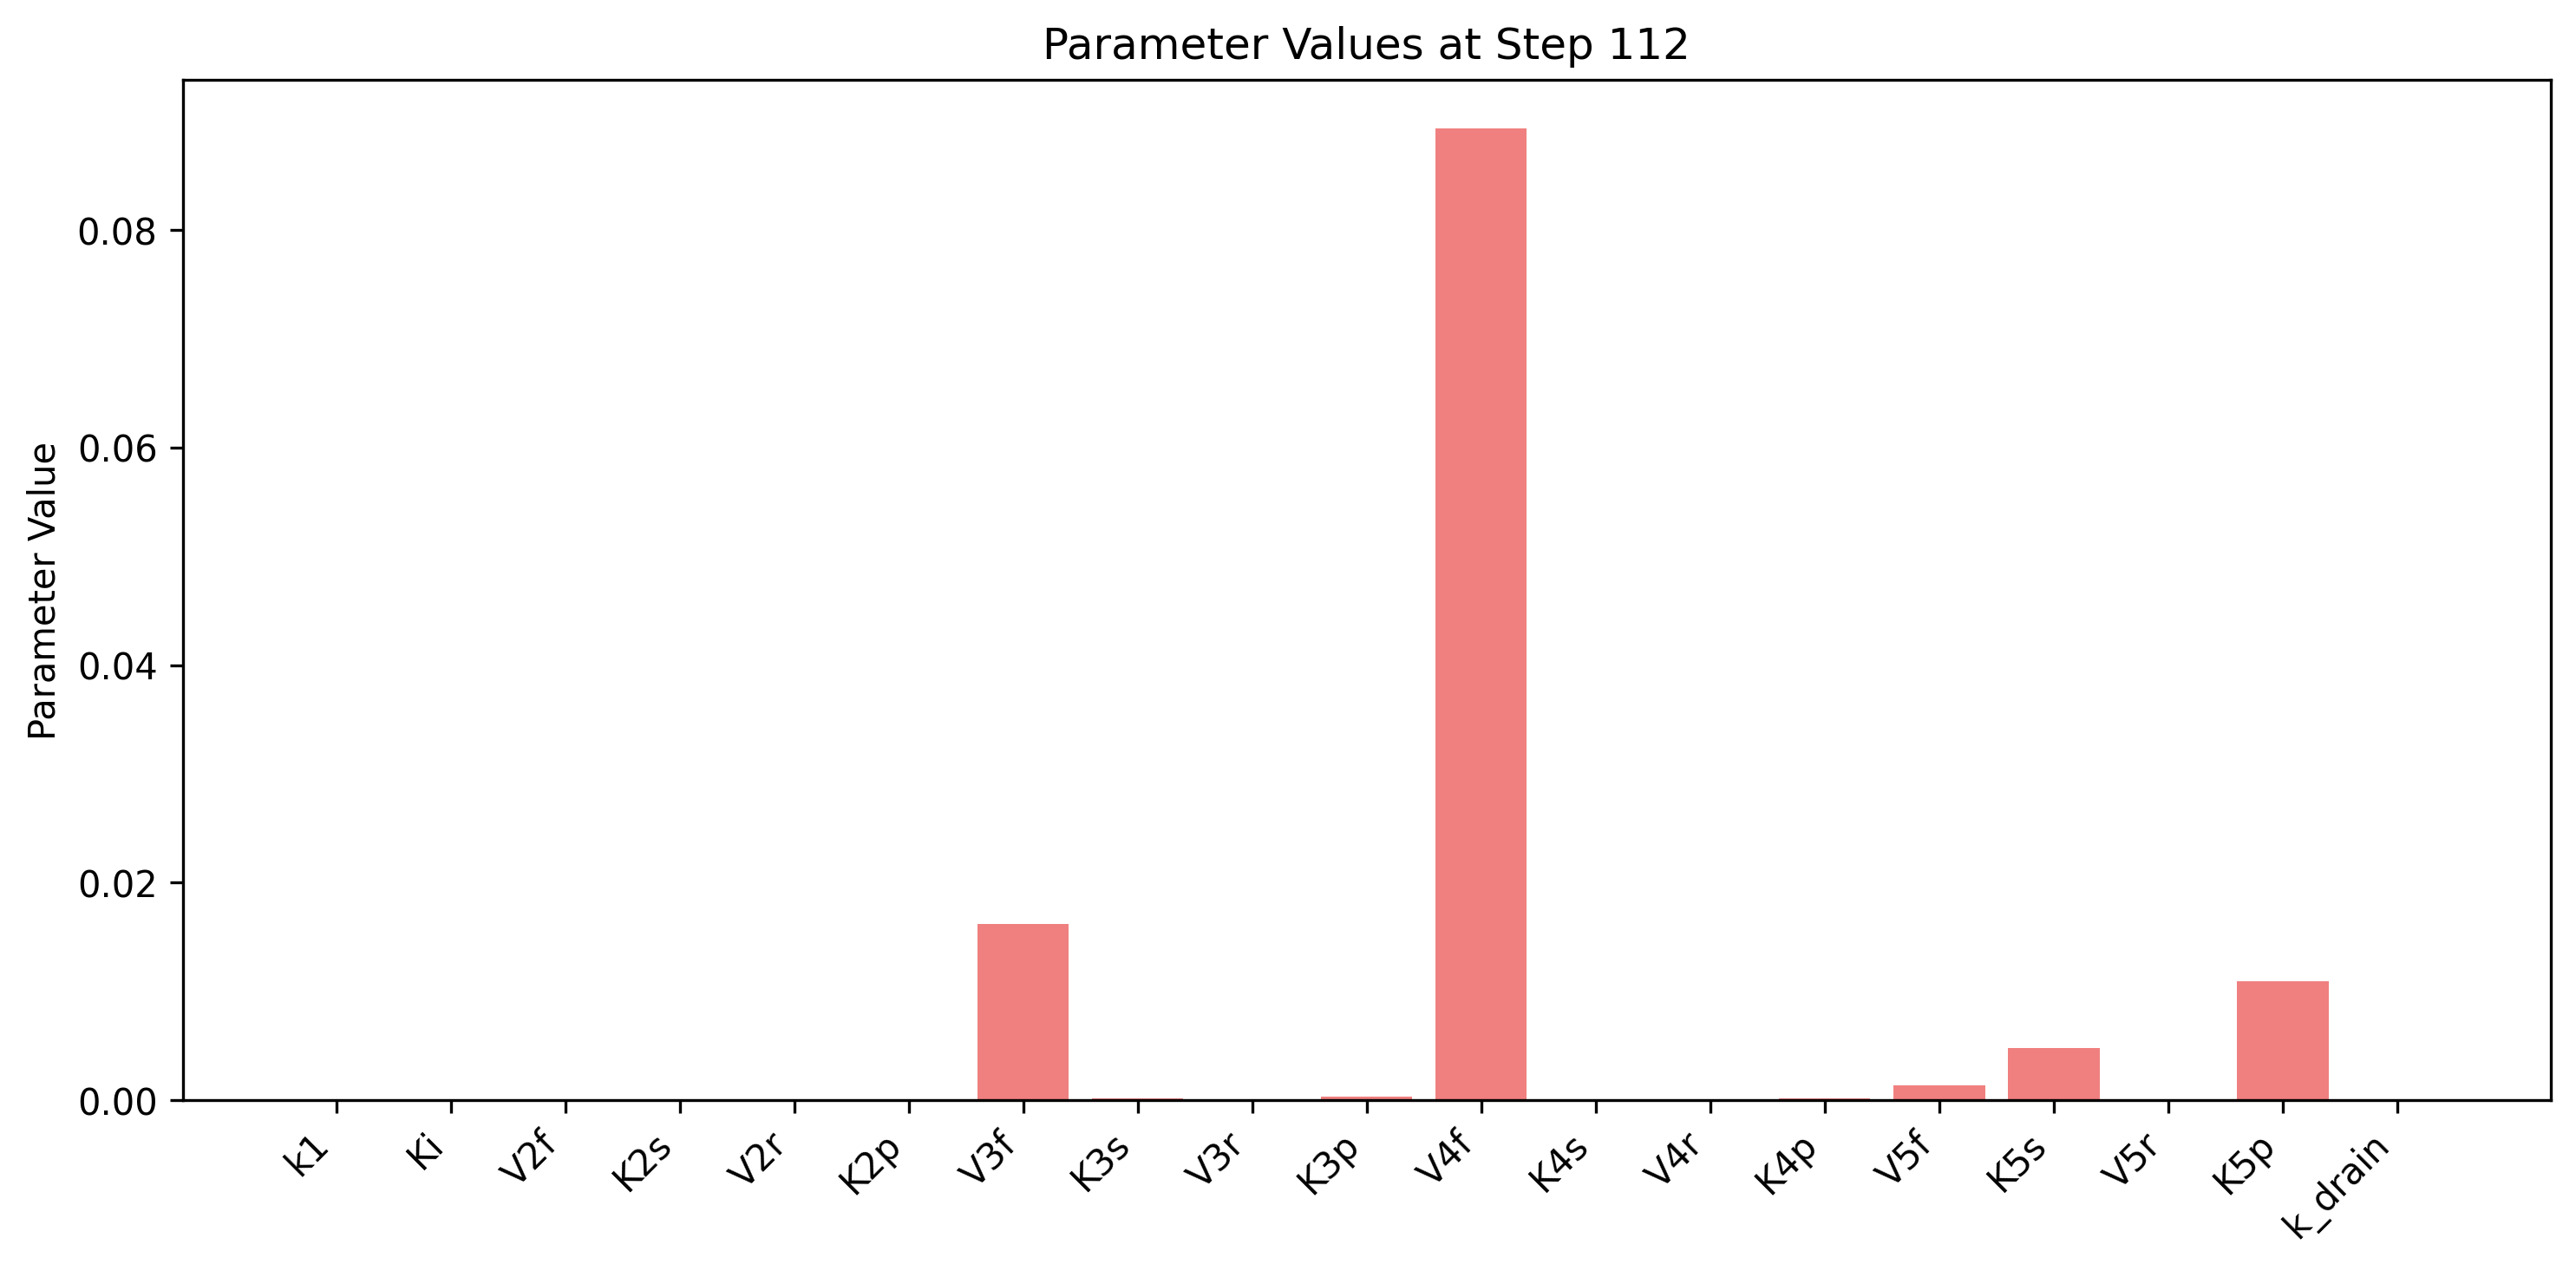 Parameter Values at Step 112
Parameter Value
0.08
0.06
0.04
0.02
0.00
k1
Ki
V2f
K2s
V2r
K2p
V3f
K3s
V3r
K3p
V4f
K4s
V4r
K4p
V5f
K5s
V5r
K5p
k_drain